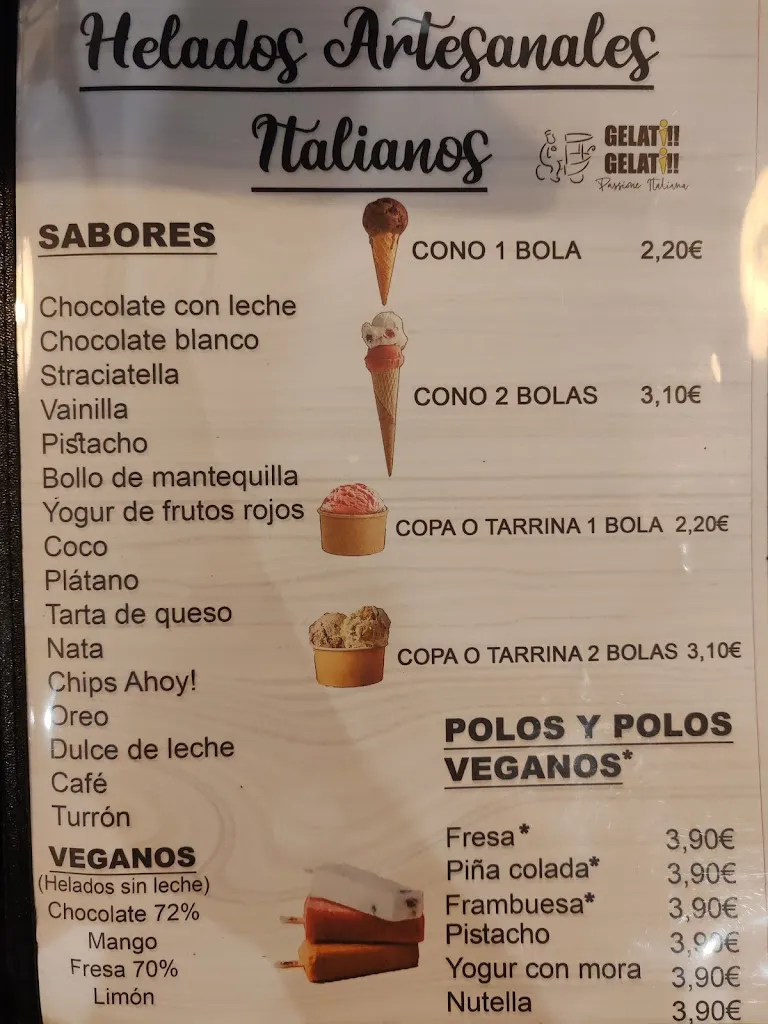 Helados Artesanales
Italianos
GELATI!!
GELATI!!
Passione Italiana
SABORES
Chocolate con leche
Chocolate blanco
Straciatella
Vainilla
Pistacho
Bollo de mantequilla
Yogur de frutos rojos
Coco
Plátano
Tarta de queso
Nata
Chips Ahoy!
Oreo
Dulce de leche
Café
Turrón
VEGANOS
(Helados sin leche)
Chocolate 72%
Mango
Fresa 70%
Limón
CONO 1 BOLA 2,20€
CONO 2 BOLAS 3,10€
COPA O TARRINA 1 BOLA 2,20€
COPA O TARRINA 2 BOLAS 3,10€
POLOS Y POLOS
VEGANOS*
Fresa* 3,90€
Piña colada* 3,90€
Frambuesa* 3,90€
Pistacho 3,90€
Yogur con mora 3,90€
Nutella 3,90€